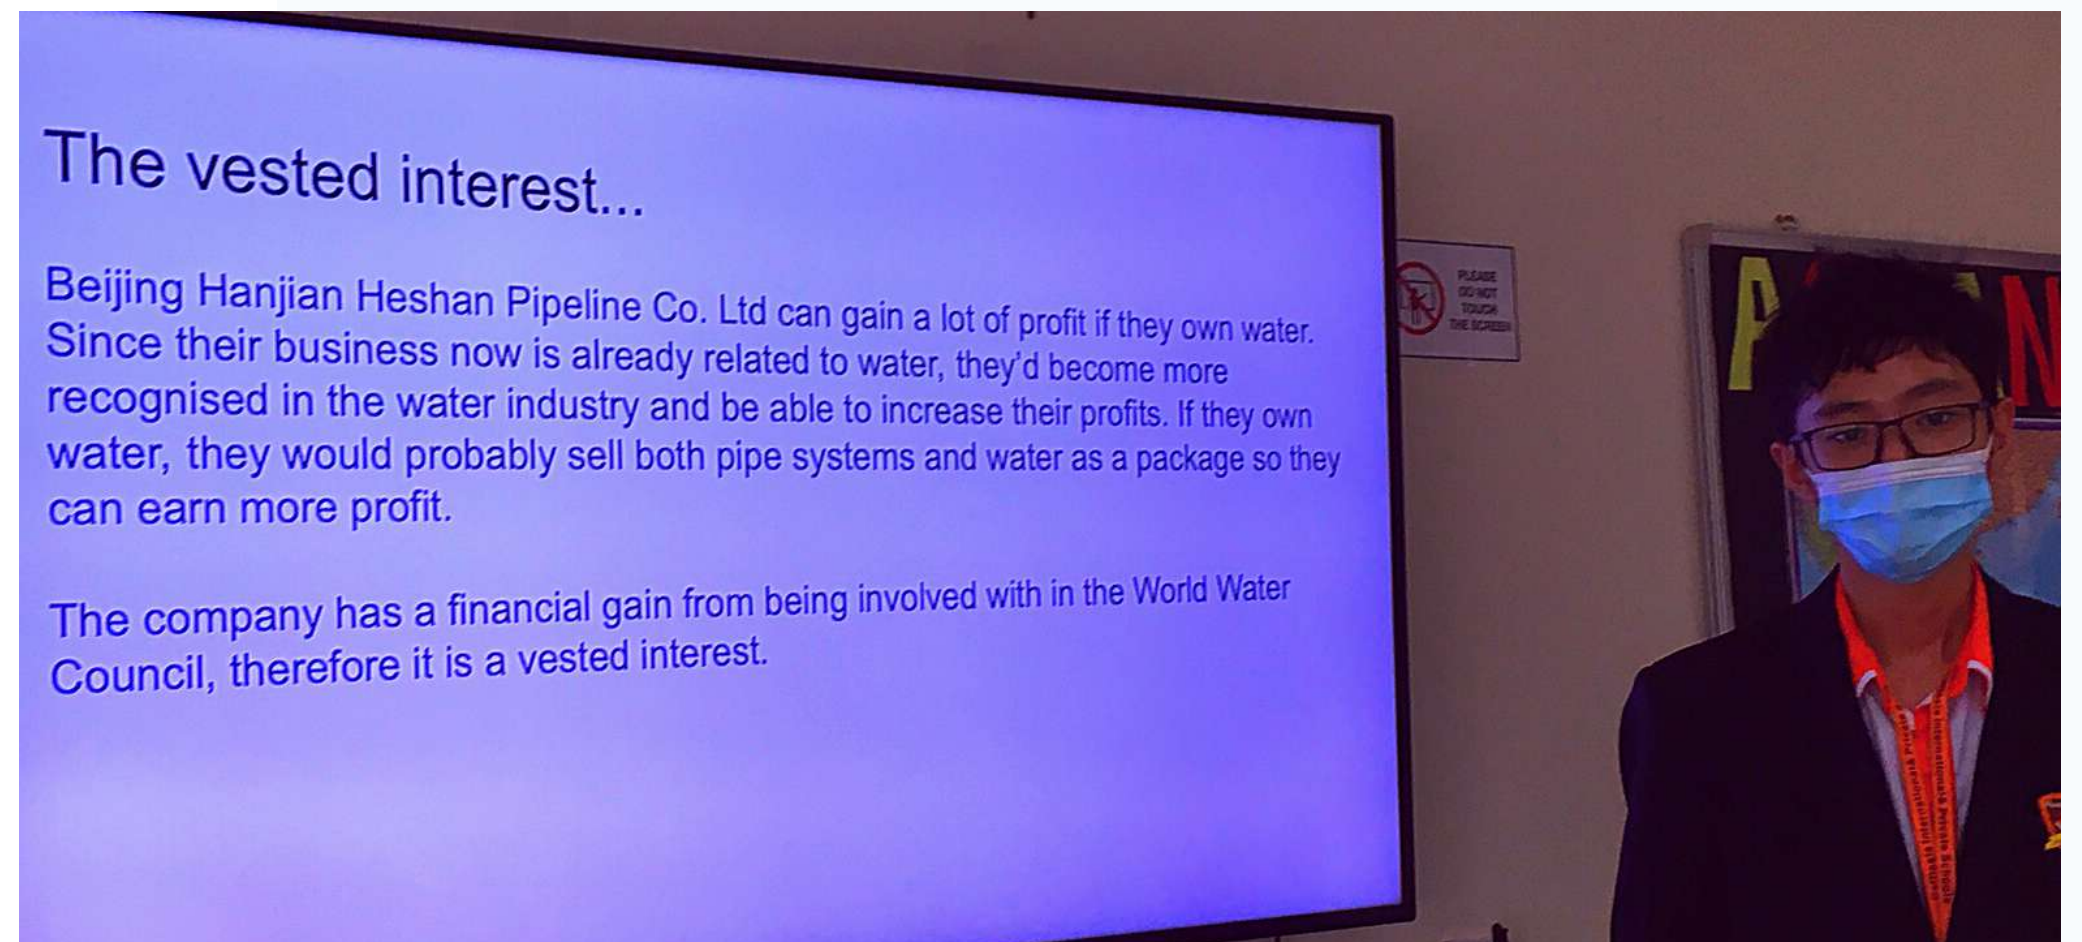 The vested interest...
Beijing Hanjian Heshan Pipeline Co. Ltd can gain a lot of profit if they own water.
Since their business now is already related to water, they'd become more
recognised in the water industry and be able to increase their profits. If they own
water, they would probably sell both pipe systems and water as a package so they
can earn more profit.
The company has a financial gain from being involved with in the World Water
Council, therefore it is a vested interest.
PLEASE
DO NOT
TOUCH
THE SCREEN
International & Private Schools